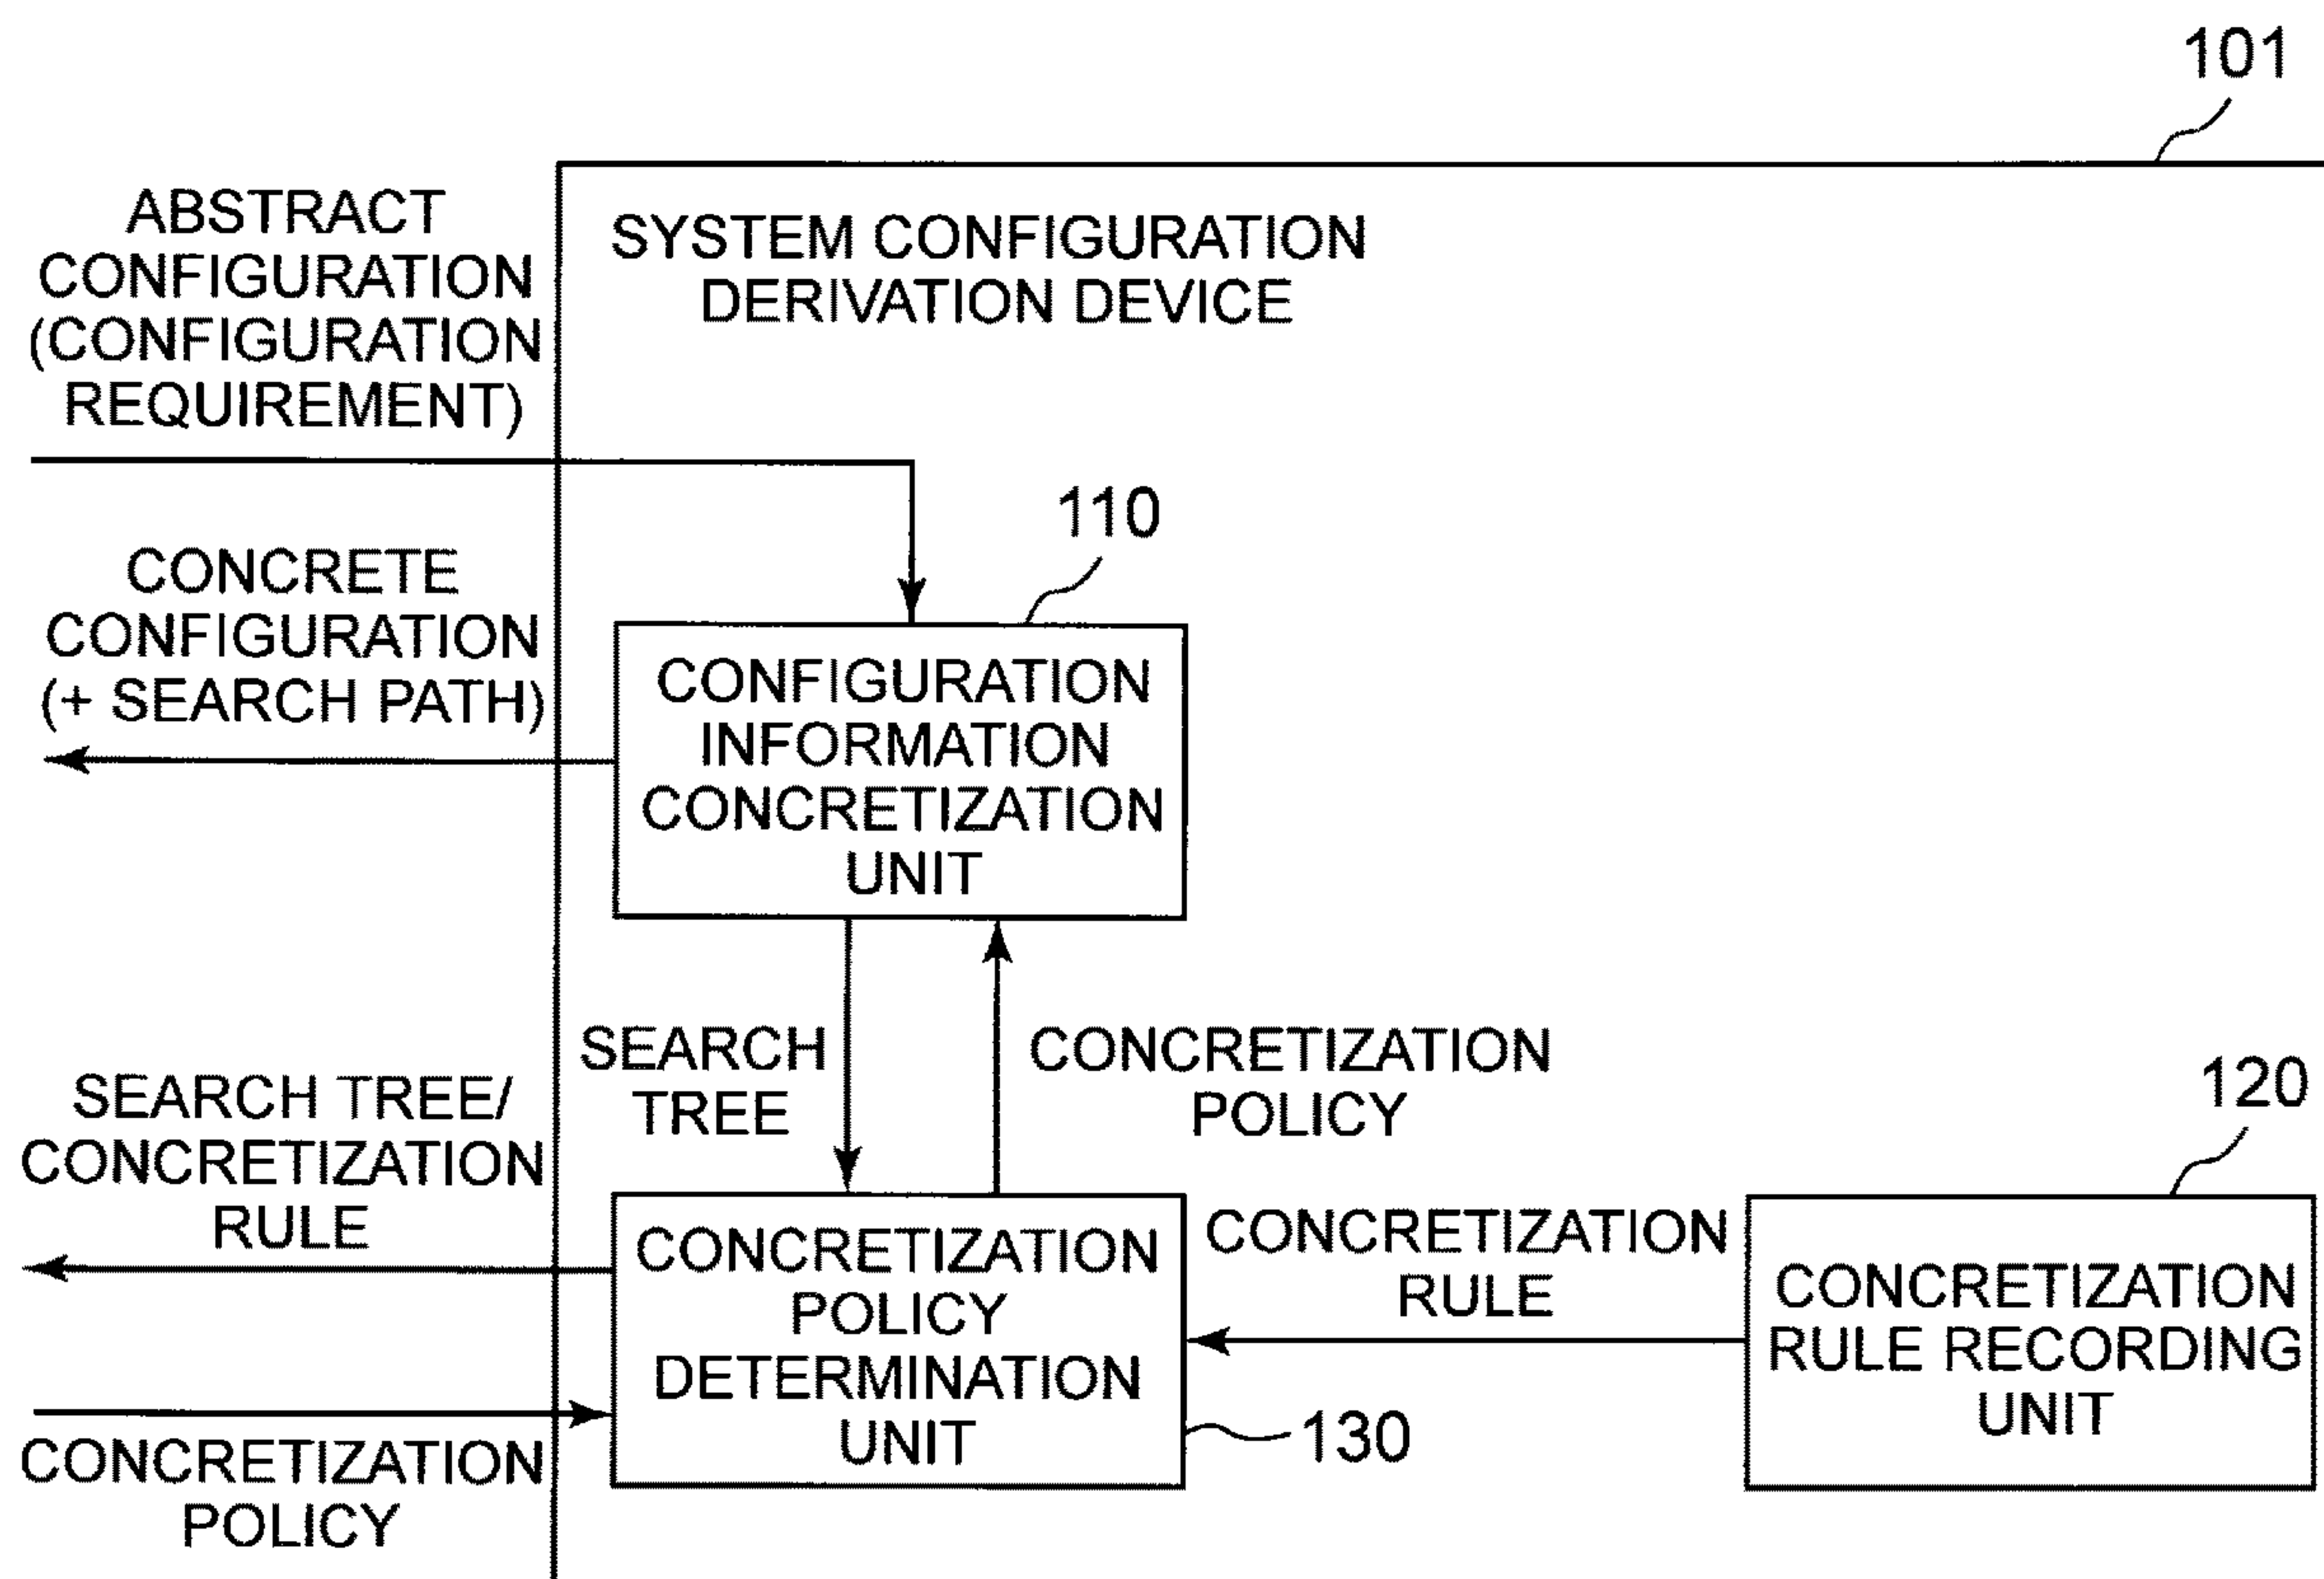 101
ABSTRACT
CONFIGURATION
(CONFIGURATION
REQUIREMENT)
SYSTEM CONFIGURATION
DERIVATION DEVICE
110
CONCRETE
CONFIGURATION
(+ SEARCH PATH)
CONFIGURATION
INFORMATION
CONCRETIZATION
UNIT
SEARCH
TREE
CONCRETIZATION
POLICY
SEARCH TREE/
CONCRETIZATION
RULE
120
CONCRETIZATION
POLICY
DETERMINATION
UNIT
CONCRETIZATION
RULE
CONCRETIZATION
RULE RECORDING
UNIT
130
CONCRETIZATION
POLICY